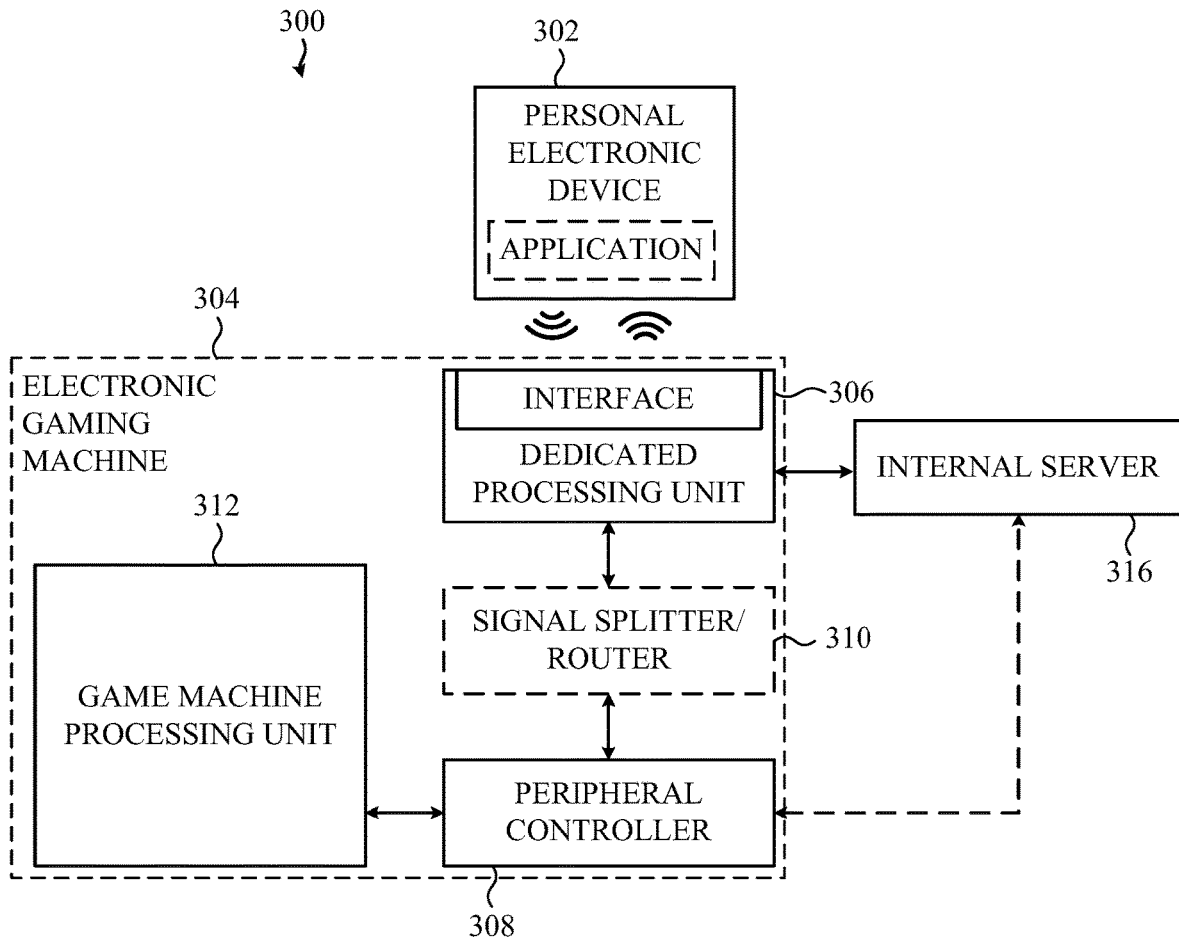 300
302
PERSONAL
ELECTRONIC
DEVICE
APPLICATION
304
ELECTRONIC
GAMING
MACHINE
INTERFACE
306
DEDICATED
PROCESSING UNIT
INTERNAL SERVER
316
312
SIGNAL SPLITTER/
ROUTER
310
GAME MACHINE
PROCESSING UNIT
PERIPHERAL
CONTROLLER
308